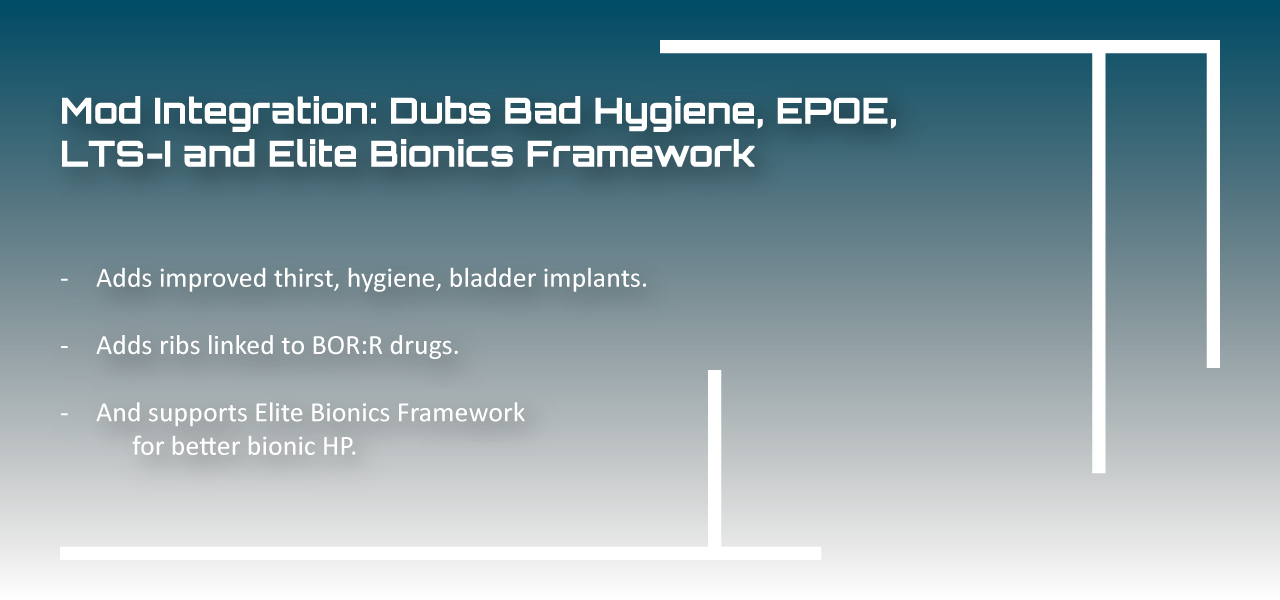 Mod Integration: Dubs Bad Hygiene, EPOE,
LTS-I and Elite Bionics Framework
- Adds improved thirst, hygiene, bladder implants.
- Adds ribs linked to BOR:R drugs.
- And supports Elite Bionics Framework
for better bionic HP.